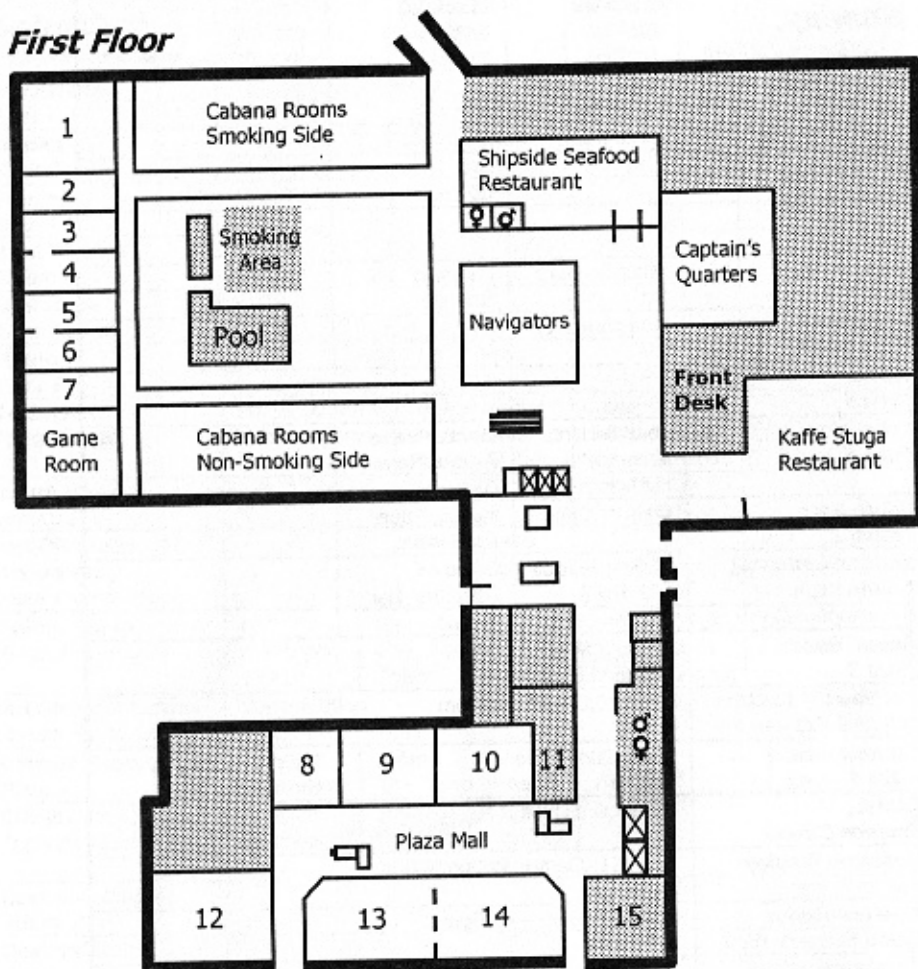 First Floor
1
Cabana Rooms
Smoking Side
Shipside Seafood
Restaurant
2
3
Smoking
Area
4
Captain's
Quarters
5
Pool
Navigators
6
7
Front
Desk
Game
Room
Cabana Rooms
Non-Smoking Side
Kaffe Stuga
Restaurant
8
9
10
11
Plaza Mall
12
13
14
15